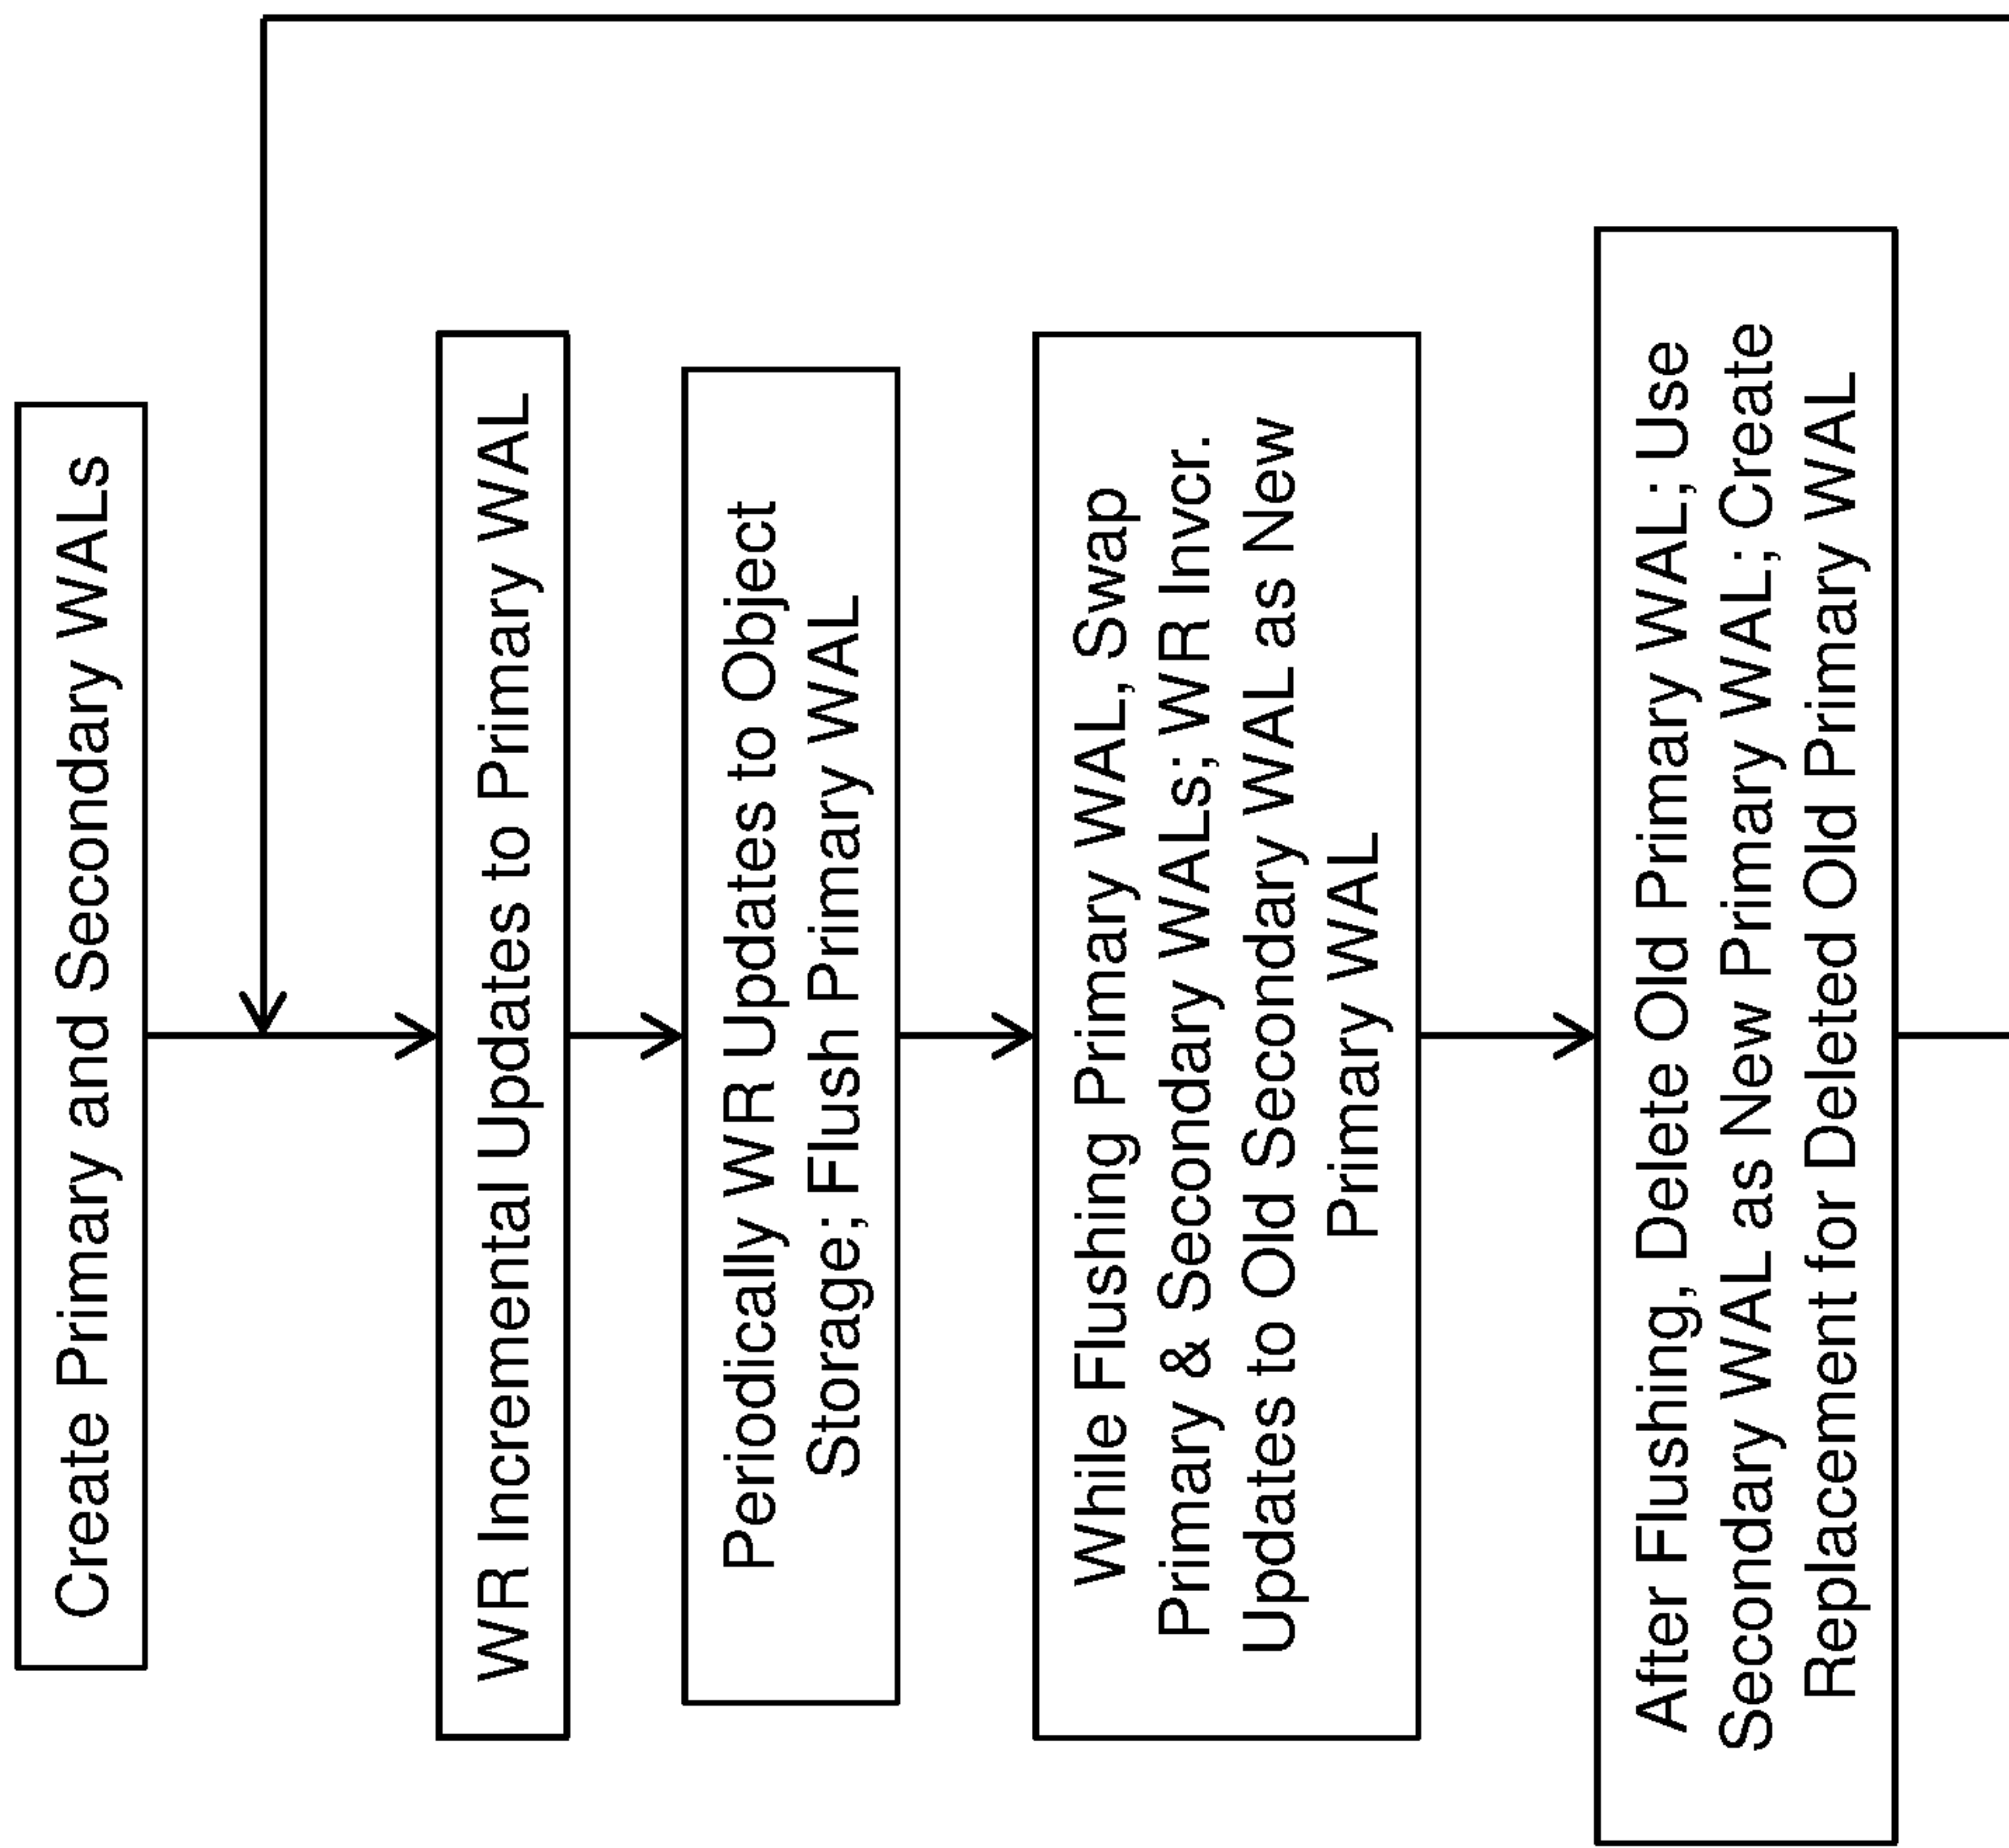 Create Primary and Secondary WALs
WR Incremental Updates to Primary WAL
Periodically WR Updates to Object
Storage; Flush Primary WAL
While Flushing Primary WAL, Swap
Primary & Secondary WALs; WR Invcr.
Updates to Old Secondary WAL as New
Primary WAL
After Flushing, Delete Old Primary WAL; Use
Secondary WAL as New Primary WAL; Create
Replacement for Deleted Old Primary WAL